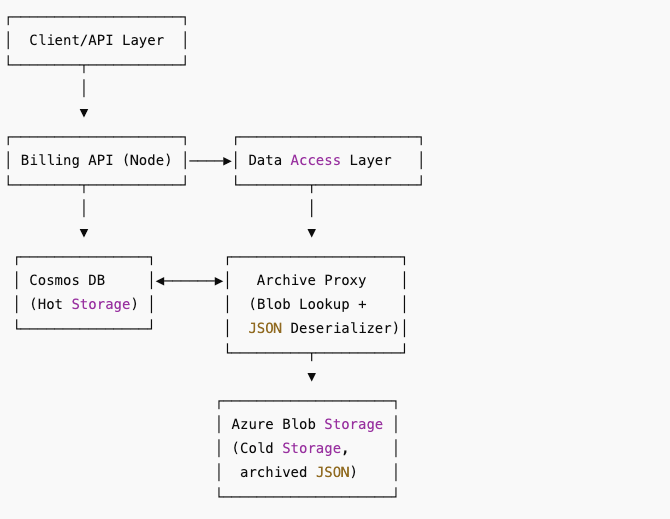 Client/API Layer
Billing API (Node)
Data Access Layer
Cosmos DB
(Hot Storage)
Archive Proxy
(Blob Lookup +
JSON Deserializer)
Azure Blob Storage
(Cold Storage,
archived JSON)